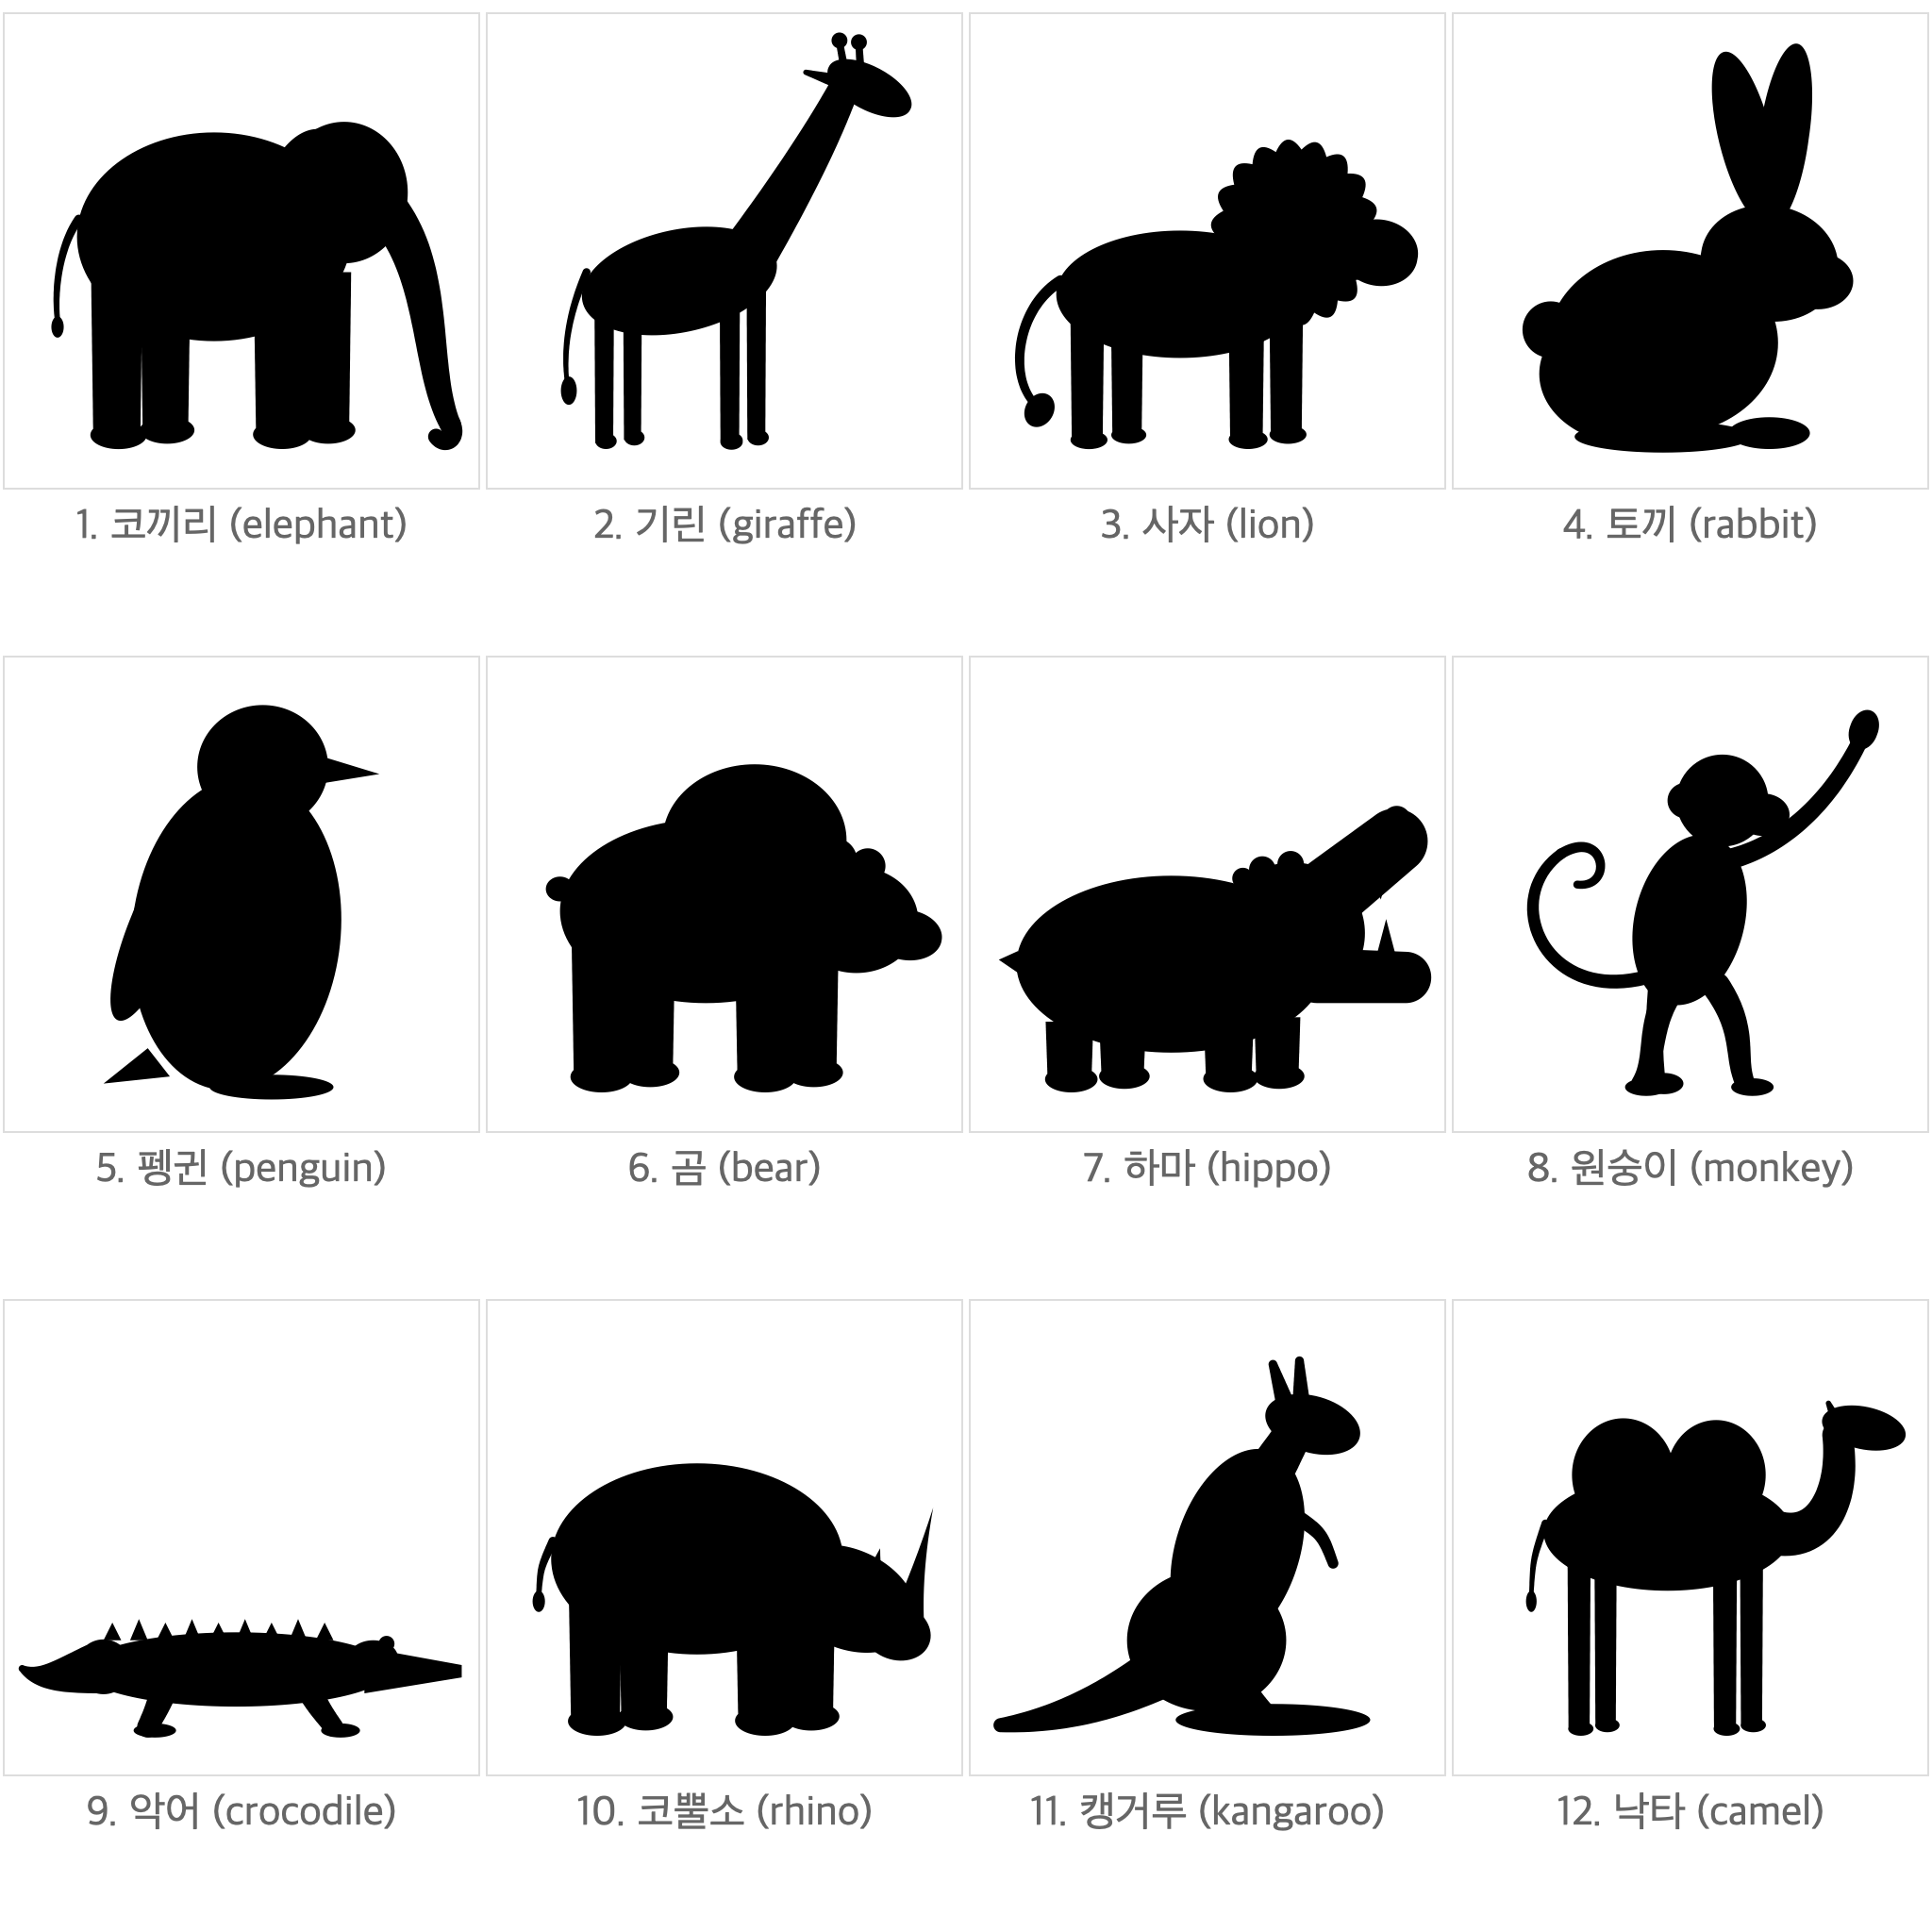 1. 코끼리 (elephant)
2. 기린 (giraffe)
3. 사자 (lion)
4. 토끼 (rabbit)
5. 펭귄 (penguin)
6. 곰 (bear)
7. 하마 (hippo)
8. 원숭이 (monkey)
9. 악어 (crocodile)
10. 코뿔소 (rhino)
11. 캥거루 (kangaroo)
12. 낙타 (camel)